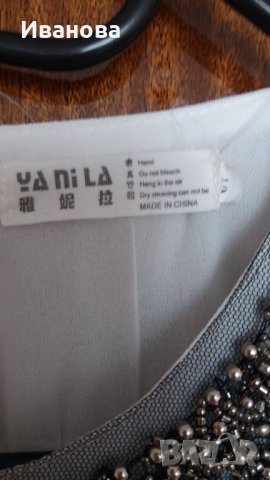 Иванова
YA Ni LA
雅 妮 拉
Hand
Do not bleach
Hang in the air
Dry cleaning can not be
MADE IN CHINA
BAZAR